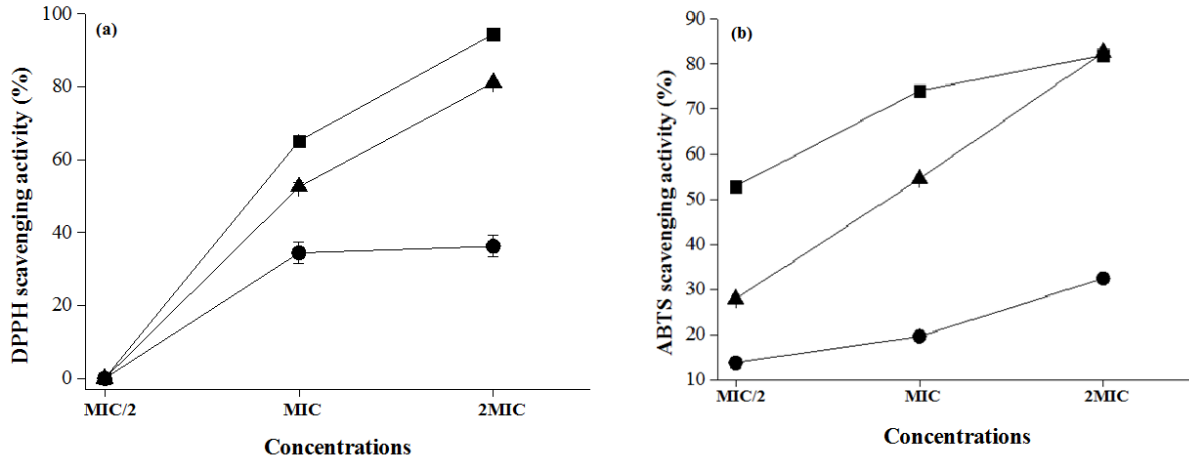 (a)
DPPH scavenging activity (%)
100
80
60
40
20
0
MIC/2 MIC 2MIC
Concentrations
(b)
ABTS scavenging activity (%)
90
80
70
60
50
40
30
20
10
MIC/2 MIC 2MIC
Concentrations